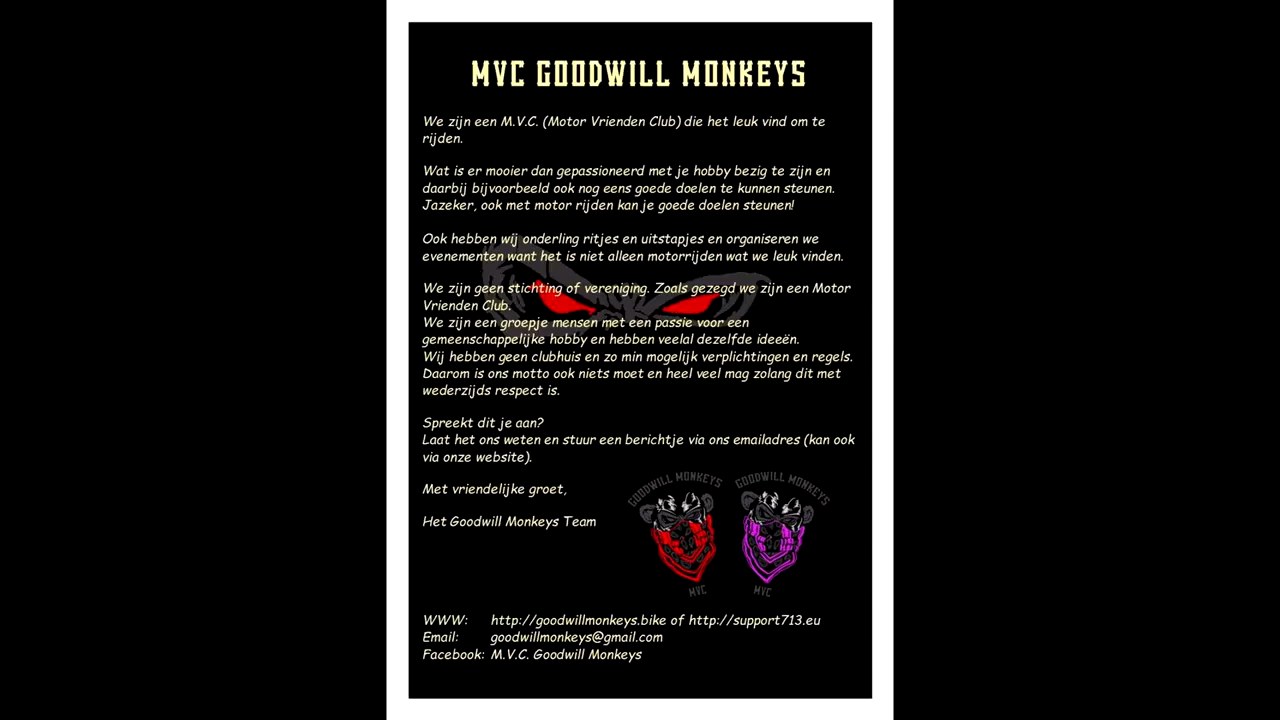 MVC GOODWILL MONKEYS
We zijn een M.V.C. (Motor Vrienden Club) die het leuk vind om te
rijden.
Wat is er mooier dan gepassioneerd met je hobby bezig te zijn en
daarbij bijvoorbeeld ook nog eens goede doelen te kunnen steunen.
Jazeker, ook met motor rijden kan je goede doelen steunen!
Ook hebben wij onderling ritjes en uitstapjes en organiseren we
evenementen want het is niet alleen motorrijden wat we leuk vinden.
We zijn geen stichting of vereniging. Zoals gezegd we zijn een Motor
Vrienden Club.
We zijn een groepje mensen met een passie voor een
gemeenschappelijke hobby en hebben veelal dezelfde ideeën.
Wij hebben geen clubhuis en zo min mogelijk verplichtingen en regels.
Daarom is ons motto ook niets moet en heel veel mag zolang dit met
wederzijds respect is.
Spreekt dit je aan?
Laat het ons weten en stuur een berichtje via ons emailadres (kan ook
via onze website).
Met vriendelijke groet,
Het Goodwill Monkeys Team
GOODWILL MONKEYS
MVC
GOODWILL MONKEYS
MVC
WWW: http://goodwillmonkeys.bike of http://support713.eu
Email: goodwillmonkeys@gmail.com
Facebook: M.V.C. Goodwill Monkeys